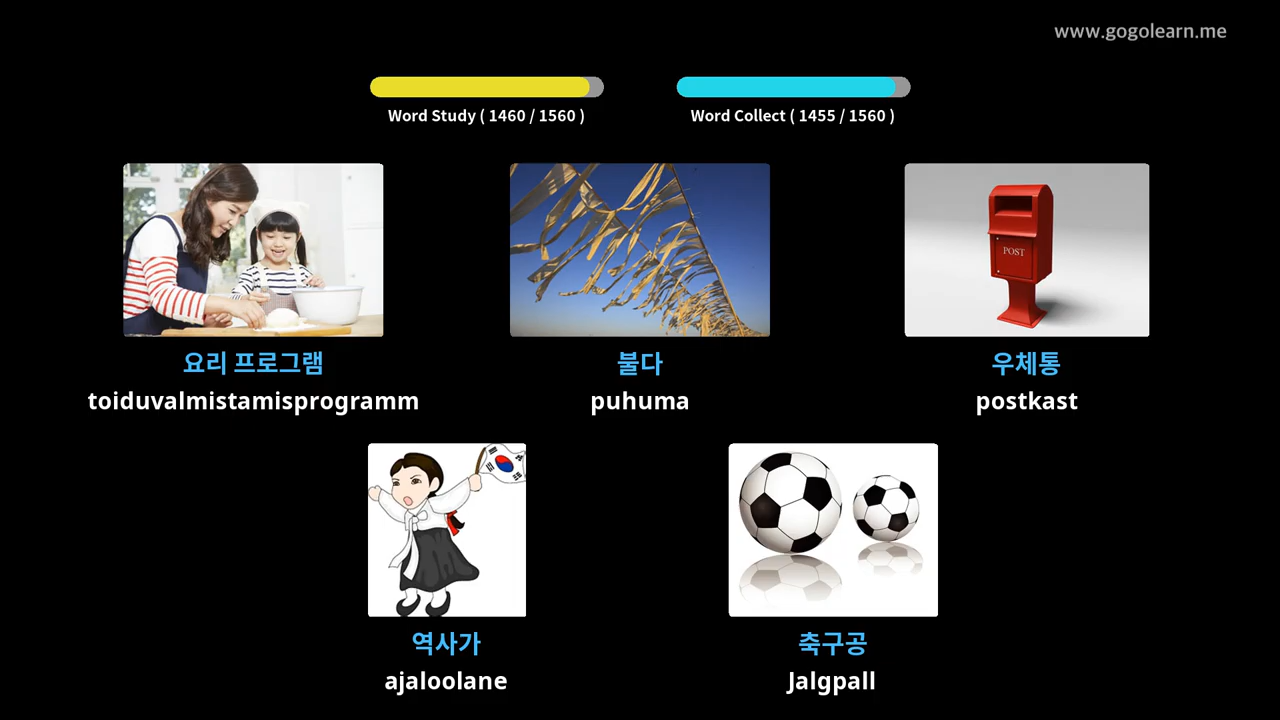 www.gogolearn.me
Word Study ( 1460 / 1560 )
Word Collect ( 1455 / 1560 )
POST
요리 프로그램
불다
우체통
toiduvalmistamisprogramm
puhuma
postkast
역사가
축구공
ajaloolane
Jalgpall